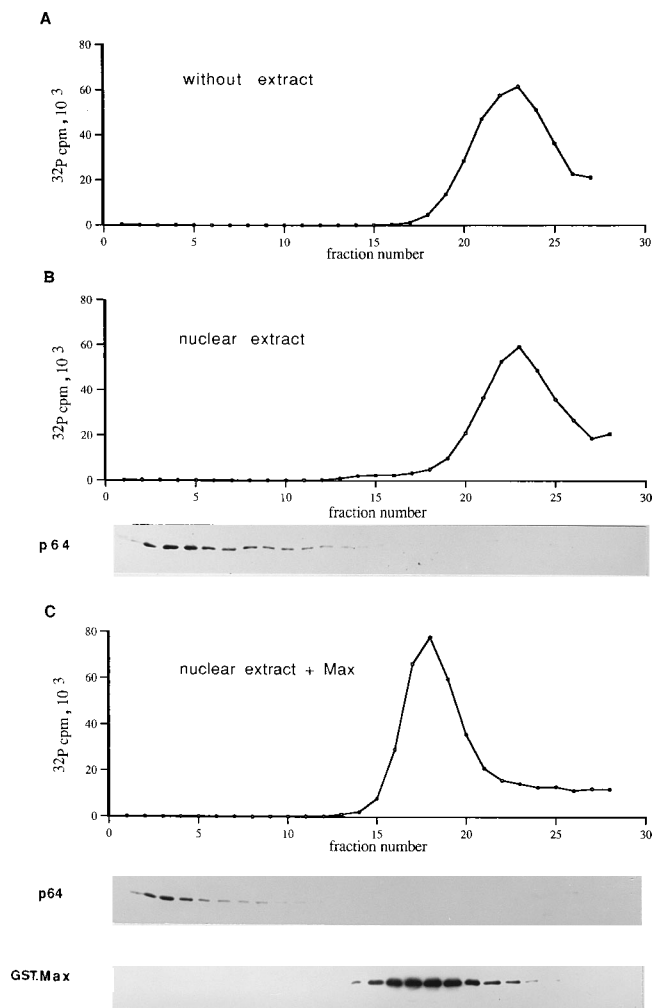 A
80
60
40
20
0
32P cpm, 10 3
without extract
0 5 10 15 20 25 30
fraction number
B
80
60
40
20
0
32P cpm, 10 3
nuclear extract
0 5 10 15 20 25 30
fraction number
p64
C
80
60
40
20
0
32P cpm, 10 3
nuclear extract + Max
0 5 10 15 20 25 30
fraction number
p64
GST.Max